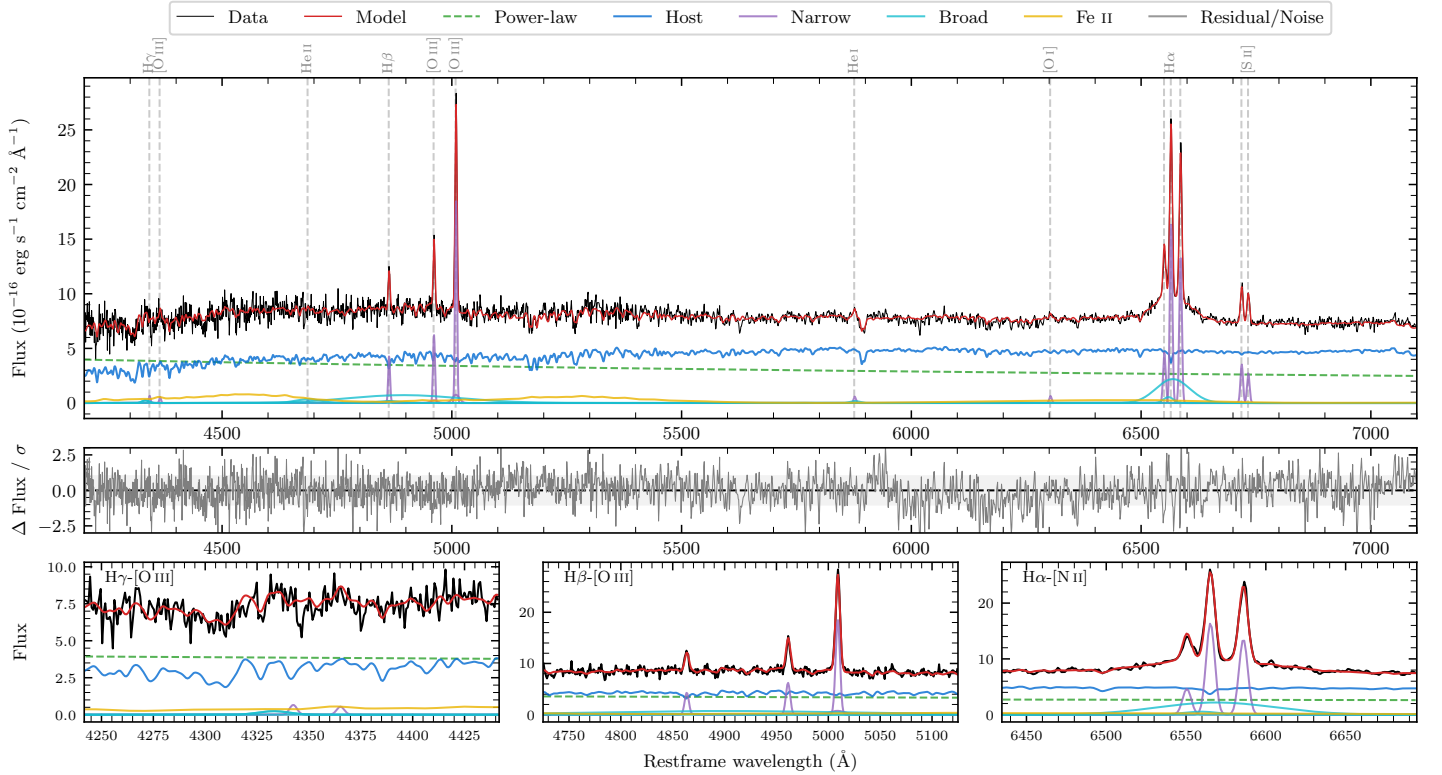 Data Model Power-law Host Narrow Broad Fe II Residual/Noise
Hγ [O III] He II Hβ [O III] [O III] He I [O I] Hα [S II]
Flux (10⁻¹⁶ erg s⁻¹ cm⁻² Å⁻¹)
25
20
15
10
5
0
4500 5000 5500 6000 6500 7000
Δ Flux / σ
2.5
0.0
−2.5
4500 5000 5500 6000 6500 7000
Flux
Hγ-[O III]
10.0
7.5
5.0
2.5
0.0
4250 4275 4300 4325 4350 4375 4400 4425
Hβ-[O III]
20
10
0
4750 4800 4850 4900 4950 5000 5050 5100
Hα-[N II]
20
10
0
6450 6500 6550 6600 6650
Restframe wavelength (Å)